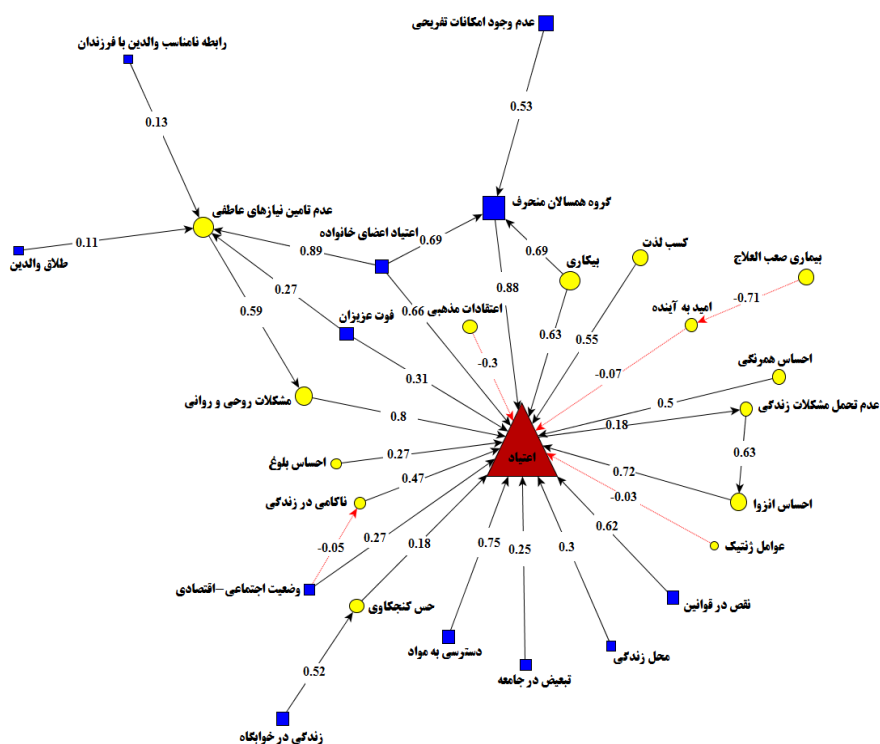 عدم وجود امکانات تفریحی
رابطه نامناسب والدین با فرزندان
0.53
0.13
گروه همسالان منحرف
عدم تامین نیازهای عاطفی
اعتیاد اعضای خانواده
0.69
0.69
کسب لذت
بیکاری
بیماری صعب العلاج
طلاق والدین
0.11
0.89
0.88
-0.71
0.27
فوت عزیزان
0.66
اعتقادات مذهبی
امید به آینده
0.59
0.63
0.55
-0.3
-0.07
احساس همرنگی
0.31
مشکلات روحی و روانی
0.8
0.5
عدم تحمل مشکلات زندگی
0.18
اعتیاد
0.63
احساس بلوغ
0.27
0.47
0.72
ناکامی در زندگی
احساس انزوا
-0.03
0.62
-0.05
0.27
0.75
0.25
0.3
عوامل ژنتیک
0.18
وضعیت اجتماعی-اقتصادی
حس کنجکاوی
نقص در قوانین
دسترسی به مواد
محل زندگی
0.52
تبعیض در جامعه
زندگی در خوابگاه